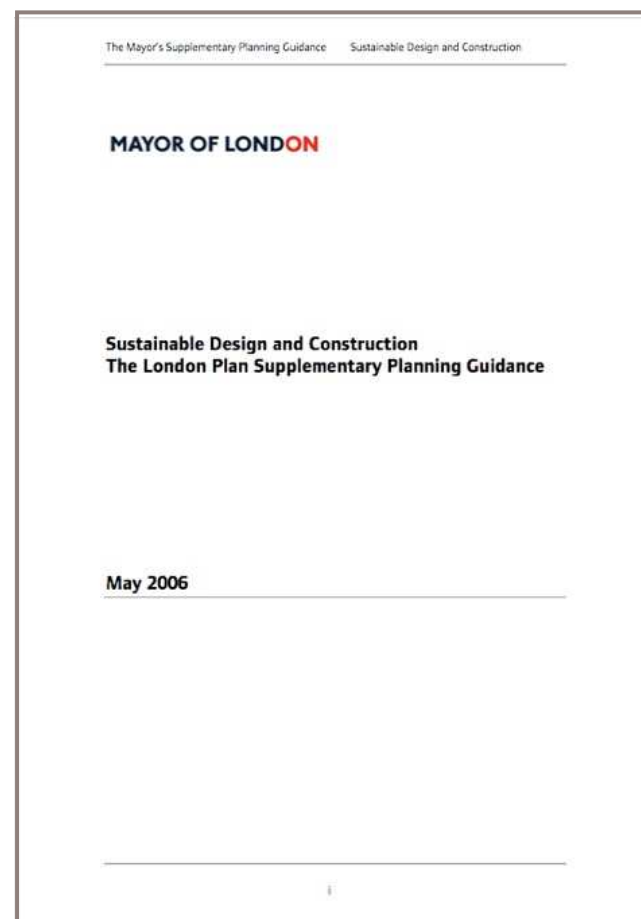 The Mayor's Supplementary Planning Guidance Sustainable Design and Construction
MAYOR OF LONDON
Sustainable Design and Construction
The London Plan Supplementary Planning Guidance
May 2006
i